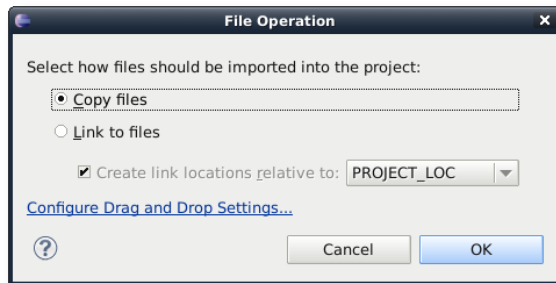 File Operation
Select how files should be imported into the project:
Copy files
Link to files
Create link locations relative to: PROJECT_LOC
Configure Drag and Drop Settings...
? Cancel OK